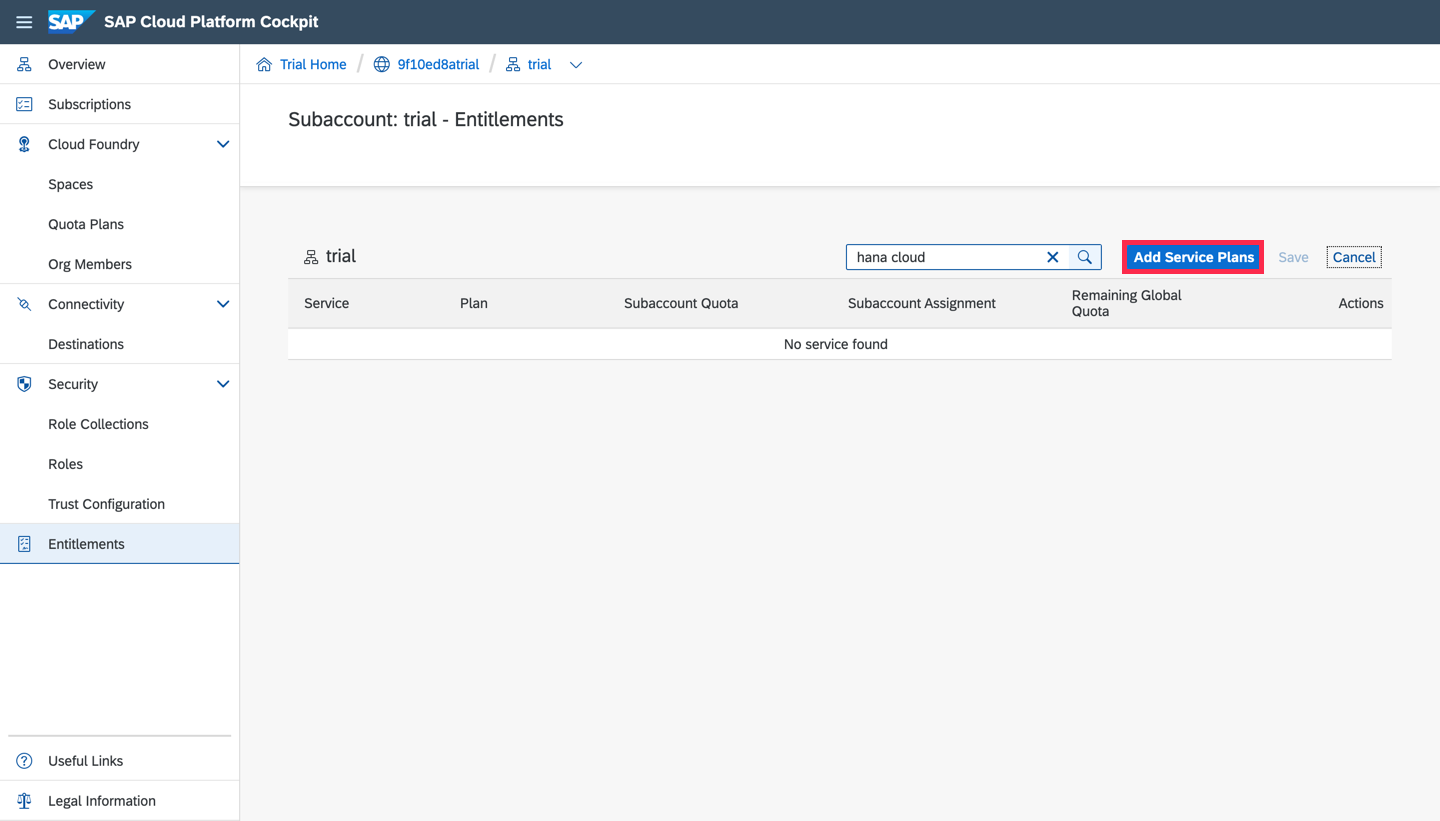 SAP SAP Cloud Platform Cockpit
Overview
Subscriptions
Cloud Foundry
Spaces
Quota Plans
Org Members
Connectivity
Destinations
Security
Role Collections
Roles
Trust Configuration
Entitlements
Useful Links
Legal Information
Trial Home / 9f10ed8atrial / trial
Subaccount: trial - Entitlements
trial
hana cloud
Add Service Plans
Save
Cancel
Service
Plan
Subaccount Quota
Subaccount Assignment
Remaining Global
Quota
Actions
No service found